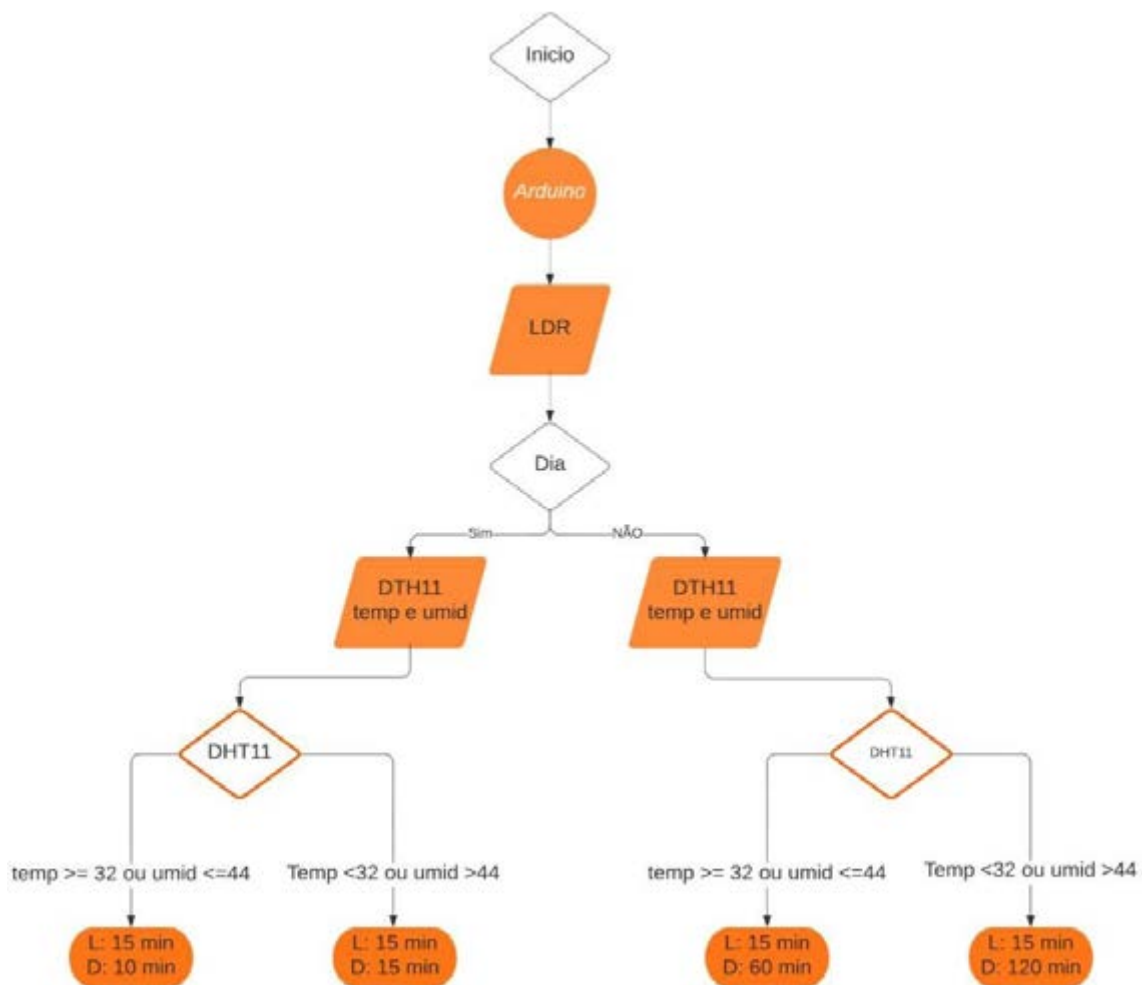 Inicio
Arduino
LDR
Dia
Sim
NÃO
DTH11
temp e umid
DTH11
temp e umid
DHT11
DHT11
temp >= 32 ou umid <=44
Temp <32 ou umid >44
temp >= 32 ou umid <=44
Temp <32 ou umid >44
L: 15 min
D: 10 min
L: 15 min
D: 15 min
L: 15 min
D: 60 min
L: 15 min
D: 120 min